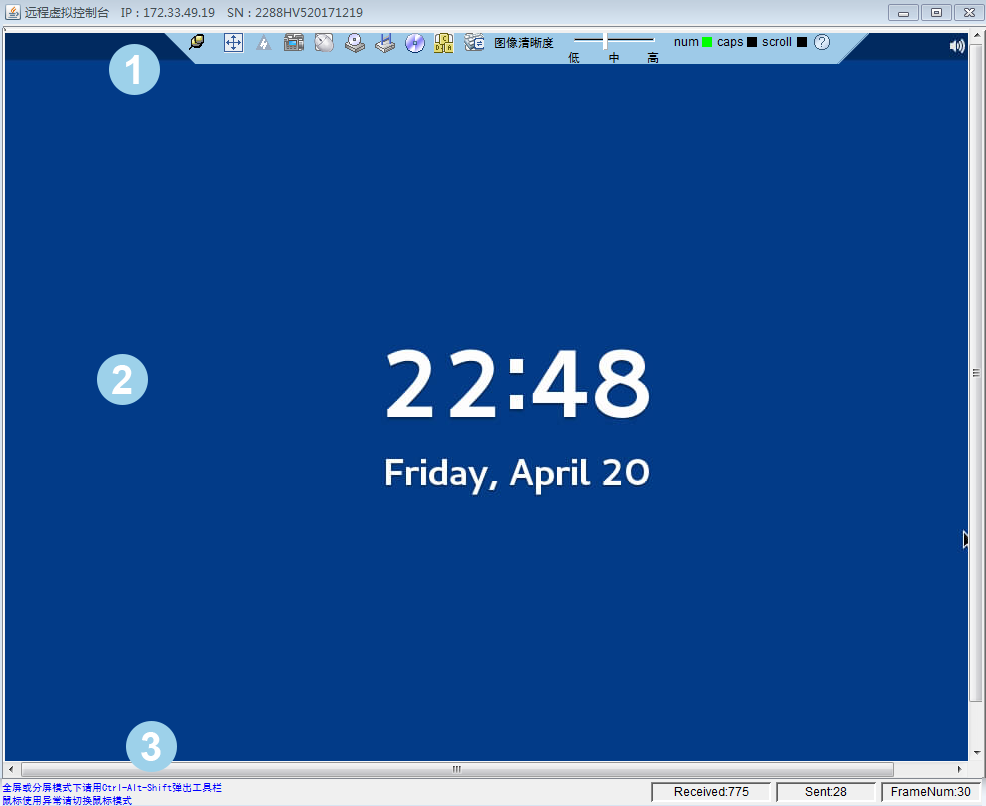 远程虚拟控制台 IP : 172.33.49.19 SN : 2288HV520171219
图像清晰度
低 中 高
num caps scroll ?
1
2
22:48
Friday, April 20
3
全屏或分屏模式下请用Ctrl-Alt-Shift弹出工具栏
鼠标使用异常请切换鼠标模式
Received:775 Sent:28 FrameNum:30